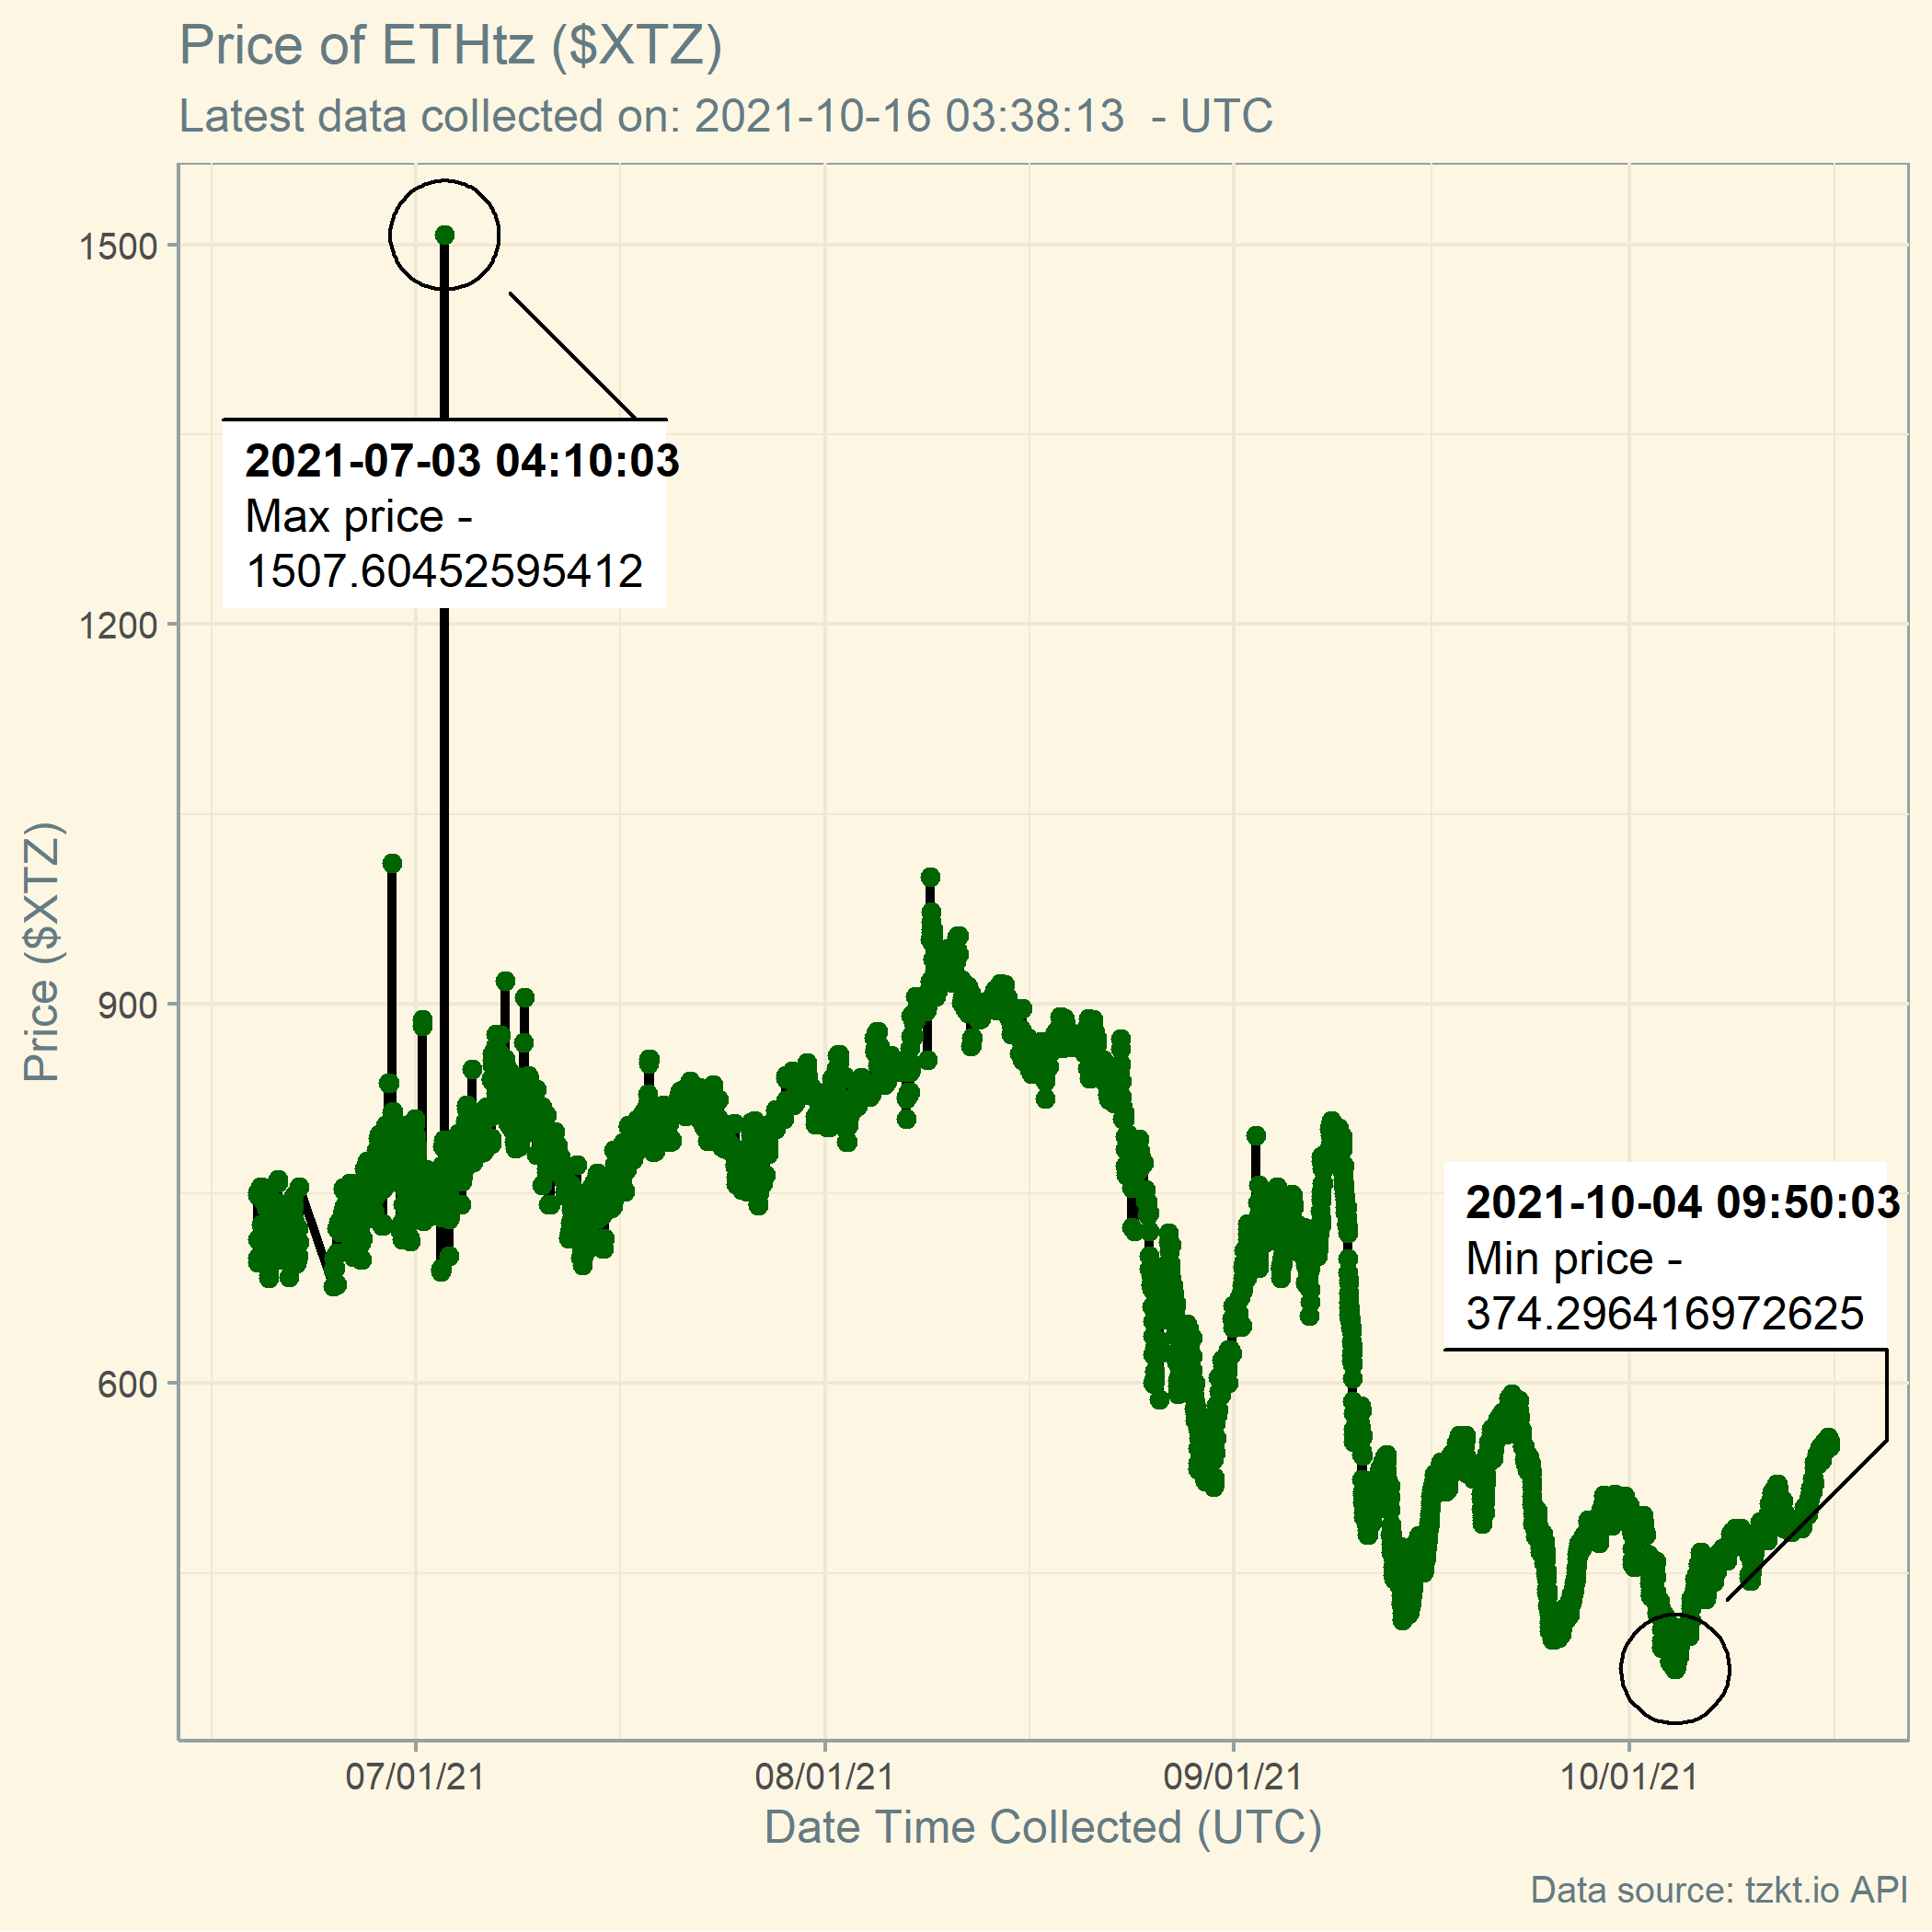 Price of ETHtz ($XTZ)
Latest data collected on: 2021-10-16 03:38:13  - UTC
1500
1200
900
600
Price ($XTZ)
2021-07-03 04:10:03
Max price -
1507.60452595412
2021-10-04 09:50:03
Min price -
374.296416972625
07/01/21
08/01/21
09/01/21
10/01/21
Date Time Collected (UTC)
Data source: tzkt.io API